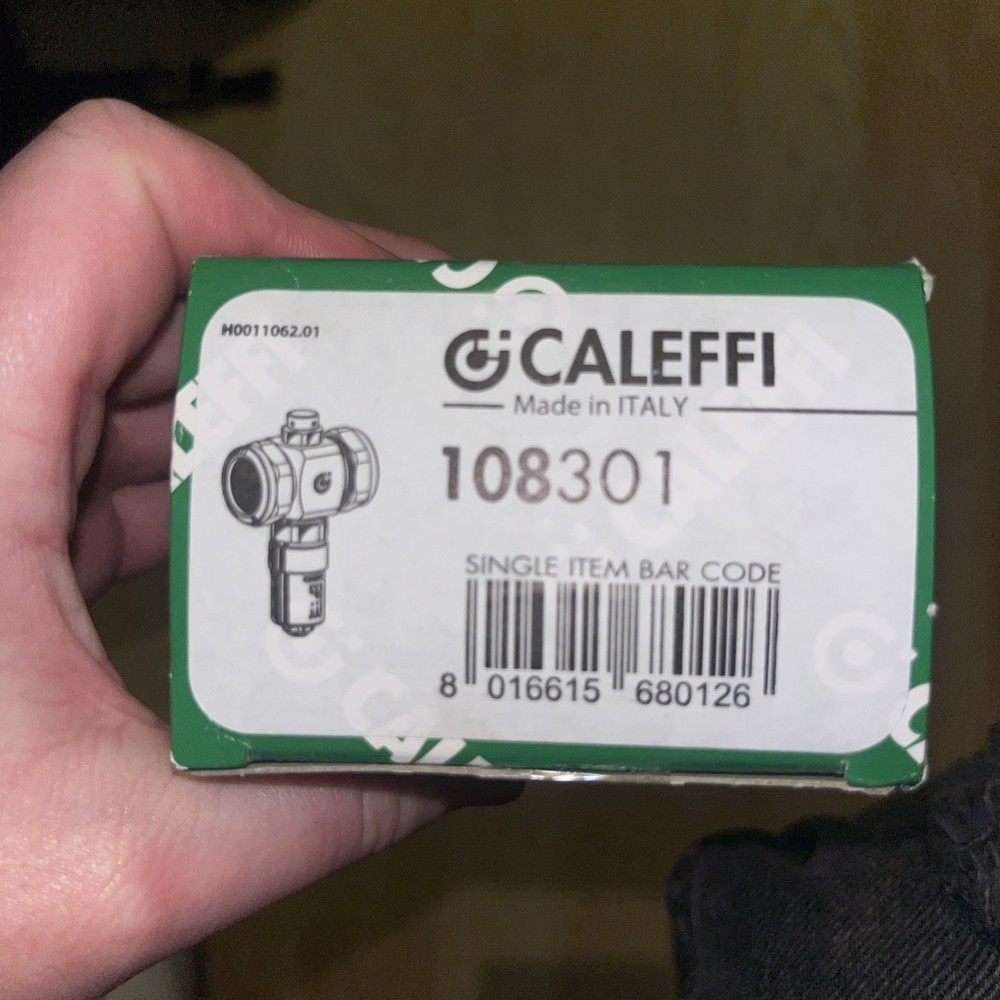 H0011062.01
CALEFFI
Made in ITALY
108301
SINGLE ITEM BAR CODE
8 016615 680126